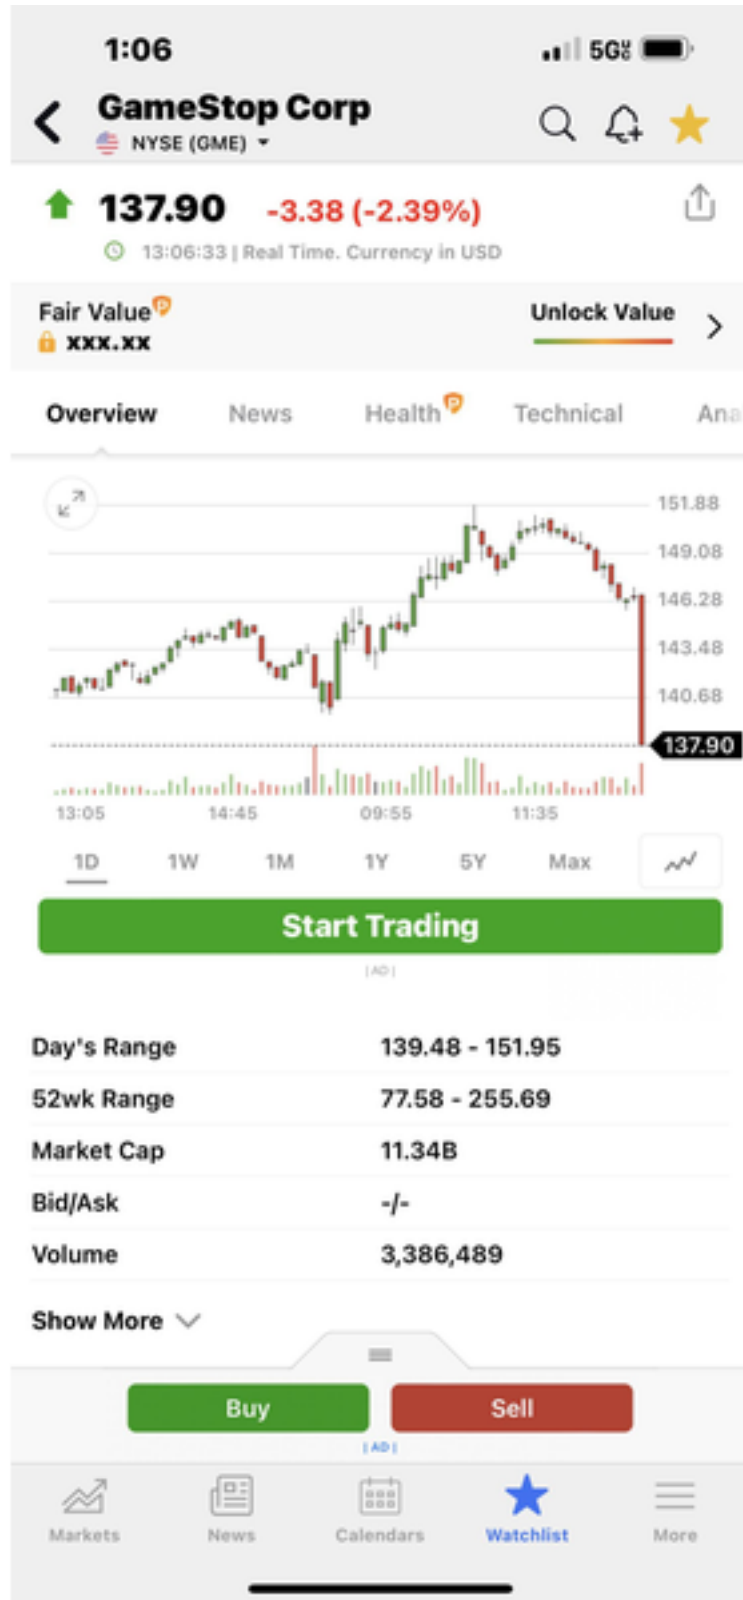 1:06
5G
GameStop Corp
NYSE (GME)
137.90 -3.38 (-2.39%)
13:06:33 | Real Time. Currency in USD
Fair Value P
Unlock Value
xxx.xx
Overview News Health P Technical Ana
151.88
149.08
146.28
143.48
140.68
137.90
13:05 14:45 09:55 11:35
1D 1W 1M 1Y 5Y Max
Start Trading
| AD |
Day's Range 139.48 - 151.95
52wk Range 77.58 - 255.69
Market Cap 11.34B
Bid/Ask -/-
Volume 3,386,489
Show More
Buy Sell
| AD |
Markets News Calendars Watchlist More